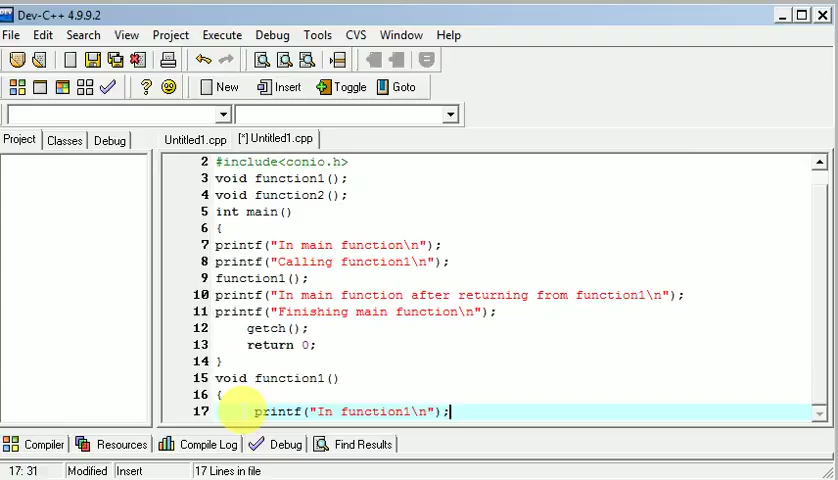 Dev-C++ 4.9.9.2
File Edit Search View Project Execute Debug Tools CVS Window Help
New Insert Toggle Goto
Project Classes Debug Untitled1.cpp [*] Untitled1.cpp
2 #include<conio.h>
3 void function1();
4 void function2();
5 int main()
6 {
7 printf("In main function\n");
8 printf("Calling function1\n");
9 function1();
10 printf("In main function after returning from function1\n");
11 printf("Finishing main function\n");
12 getch();
13 return 0;
14 }
15 void function1()
16 {
17 printf("In function1\n");
Compiler Resources Compile Log Debug Find Results
17: 31 Modified Insert 17 Lines in file